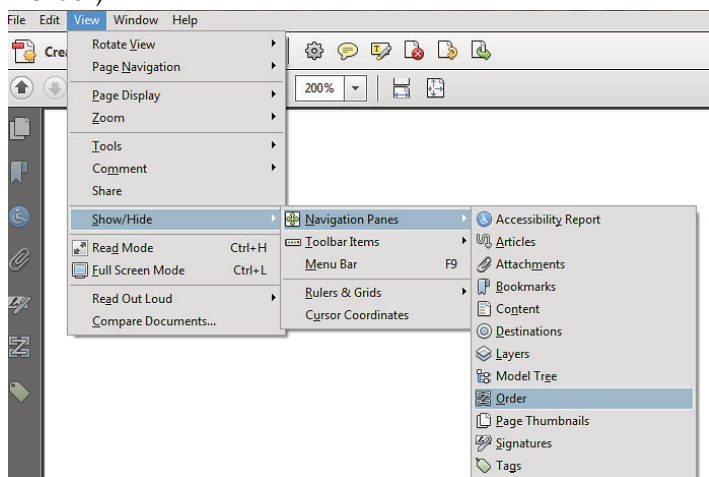 File Edit View Window Help
Crea
200%
Rotate View
Page Navigation
Page Display
Zoom
Tools
Comment
Share
Show/Hide
Read Mode Ctrl+H
Full Screen Mode Ctrl+L
Read Out Loud
Compare Documents...
Navigation Panes
Toolbar Items
Menu Bar F9
Rulers & Grids
Cursor Coordinates
Accessibility Report
Articles
Attachments
Bookmarks
Content
Destinations
Layers
Model Tree
Order
Page Thumbnails
Signatures
Tags